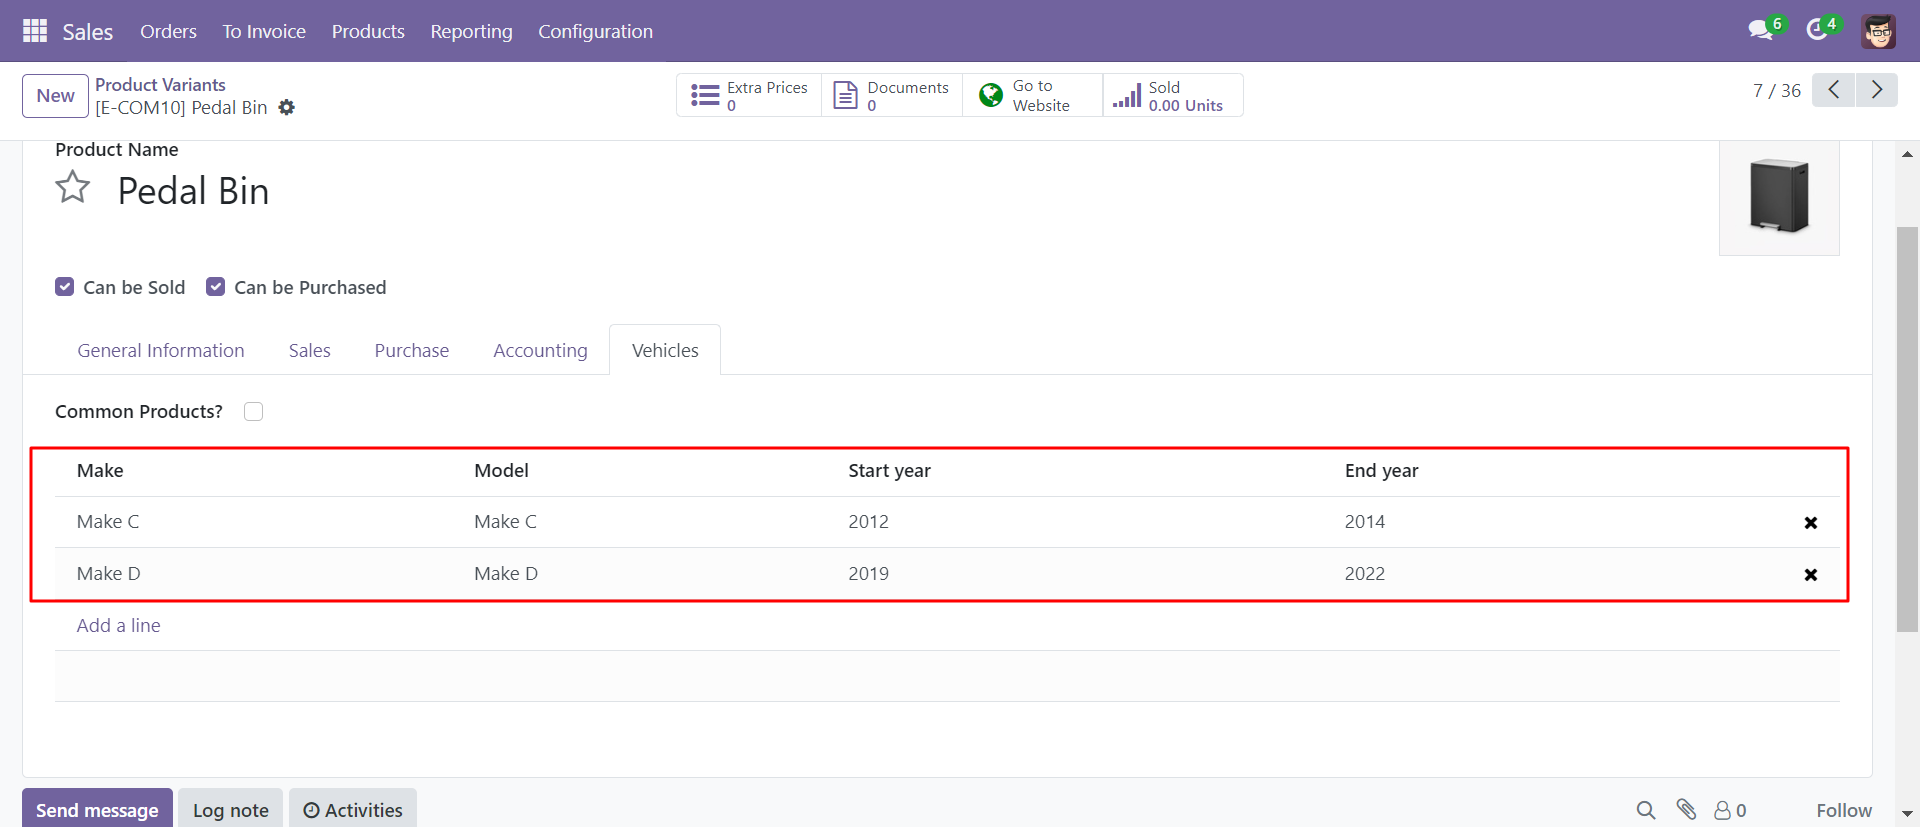 Sales Orders To Invoice Products Reporting Configuration 6 4
New Product Variants
[E-COM10] Pedal Bin
Extra Prices
0
Documents
0
Go to
Website
Sold
0.00 Units
7 / 36
Product Name
Pedal Bin
Can be Sold Can be Purchased
General Information Sales Purchase Accounting Vehicles
Common Products?
Make Model Start year End year
Make C Make C 2012 2014
Make D Make D 2019 2022
Add a line
Send message Log note Activities 0 Follow